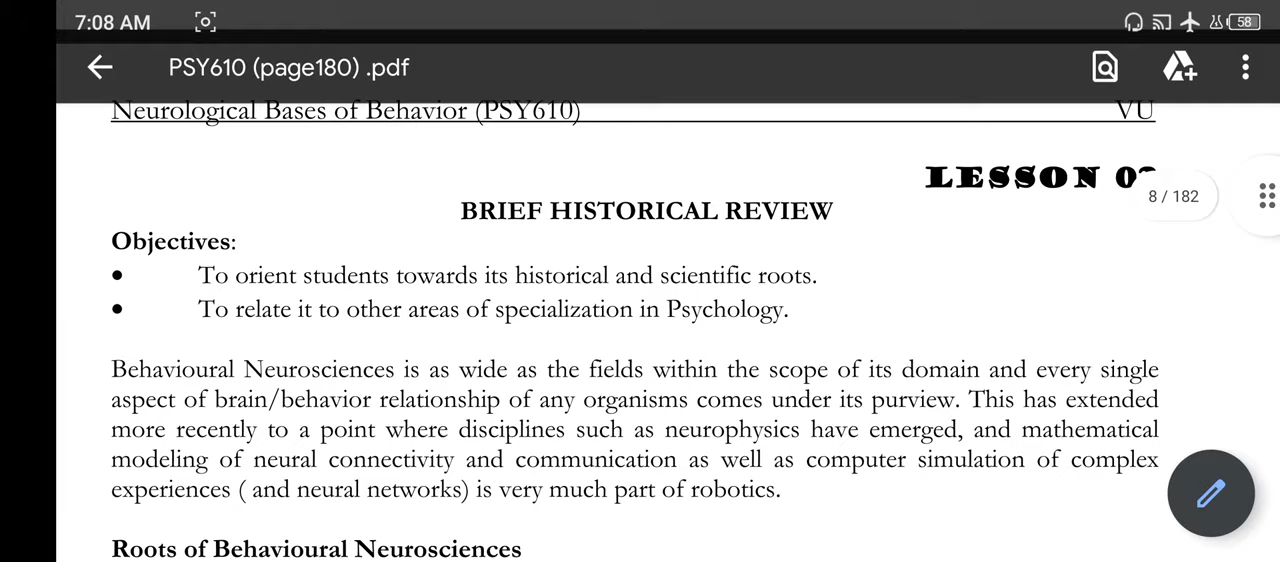 7:08 AM
58
PSY610 (page180) .pdf
Neurological Bases of Behavior (PSY610) VU
LESSON
8 / 182
BRIEF HISTORICAL REVIEW
Objectives:
• To orient students towards its historical and scientific roots.
• To relate it to other areas of specialization in Psychology.
Behavioural Neurosciences is as wide as the fields within the scope of its domain and every single
aspect of brain/behavior relationship of any organisms comes under its purview. This has extended
more recently to a point where disciplines such as neurophysics have emerged, and mathematical
modeling of neural connectivity and communication as well as computer simulation of complex
experiences ( and neural networks) is very much part of robotics.
Roots of Behavioural Neurosciences